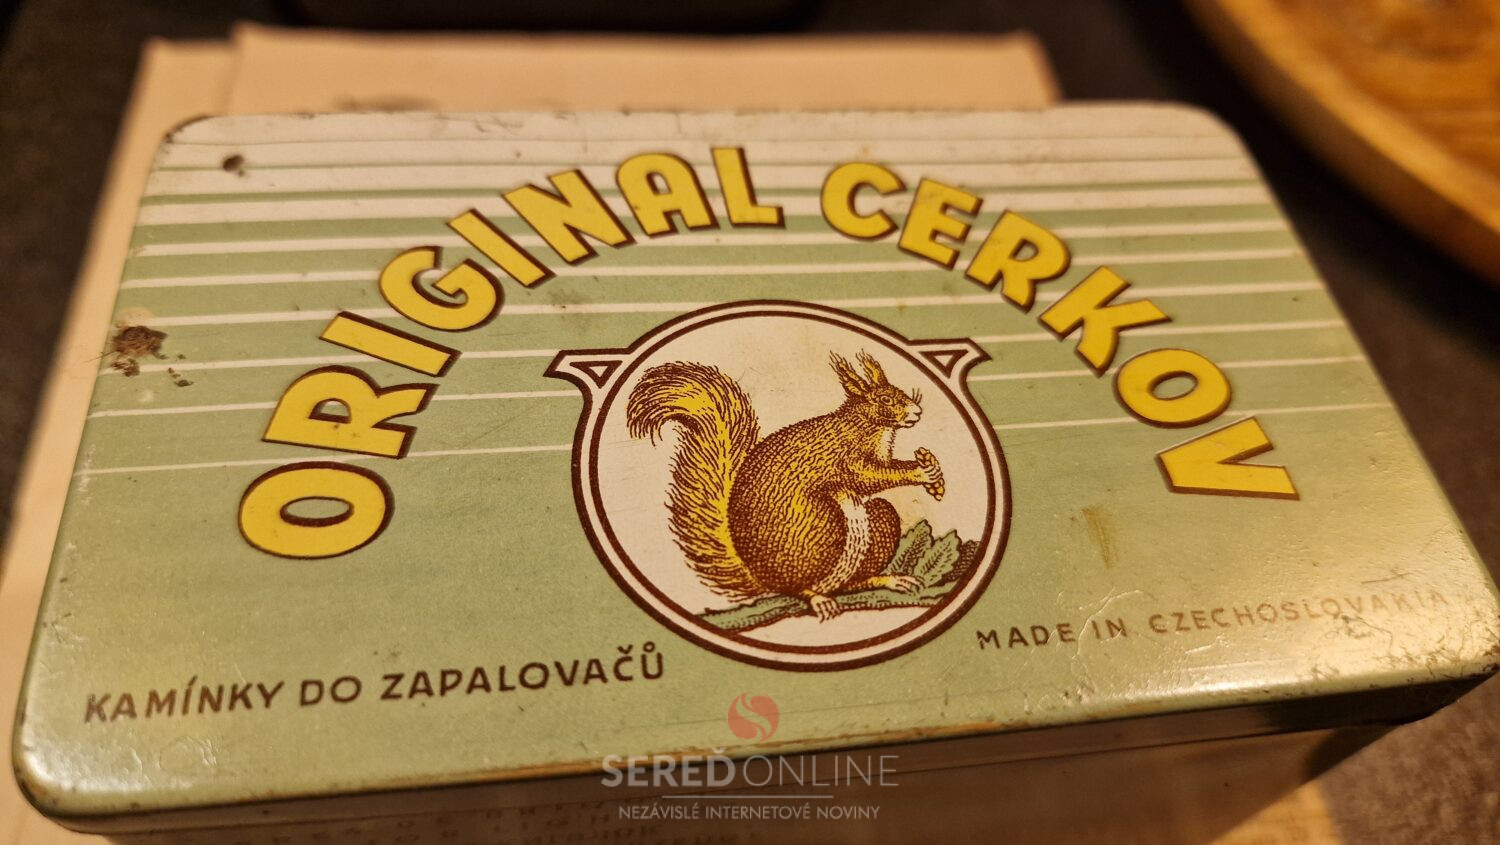 ORIGINAL CERKOV
KAMÍNKY DO ZAPALOVAČŮ
MADE IN CZECHOSLOVAKIA
SEREĎONLINE
NEZÁVISLÉ INTERNETOVÉ NOVINY